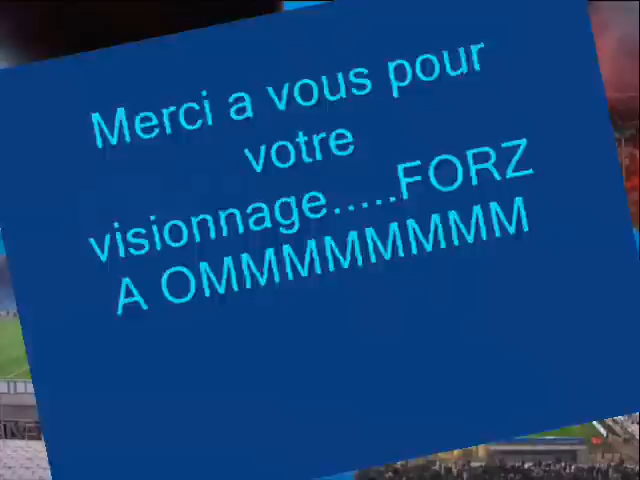 Merci a vous pour
votre
visionnage.....FORZ
A OMMMMMMMM